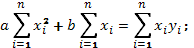 a ∑_{i=1}^{n} x_i^2 + b ∑_{i=1}^{n} x_i = ∑_{i=1}^{n} x_i y_i ;